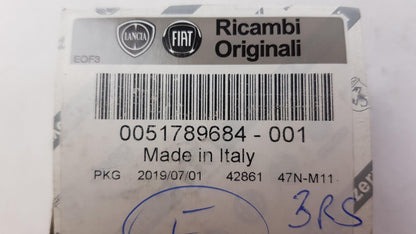 LANCIA FIAT Ricambi
Originali
EOF3
0051789684 - 001
Made in Italy
PKG 2019/07/01 42861 47N-M11
3RS